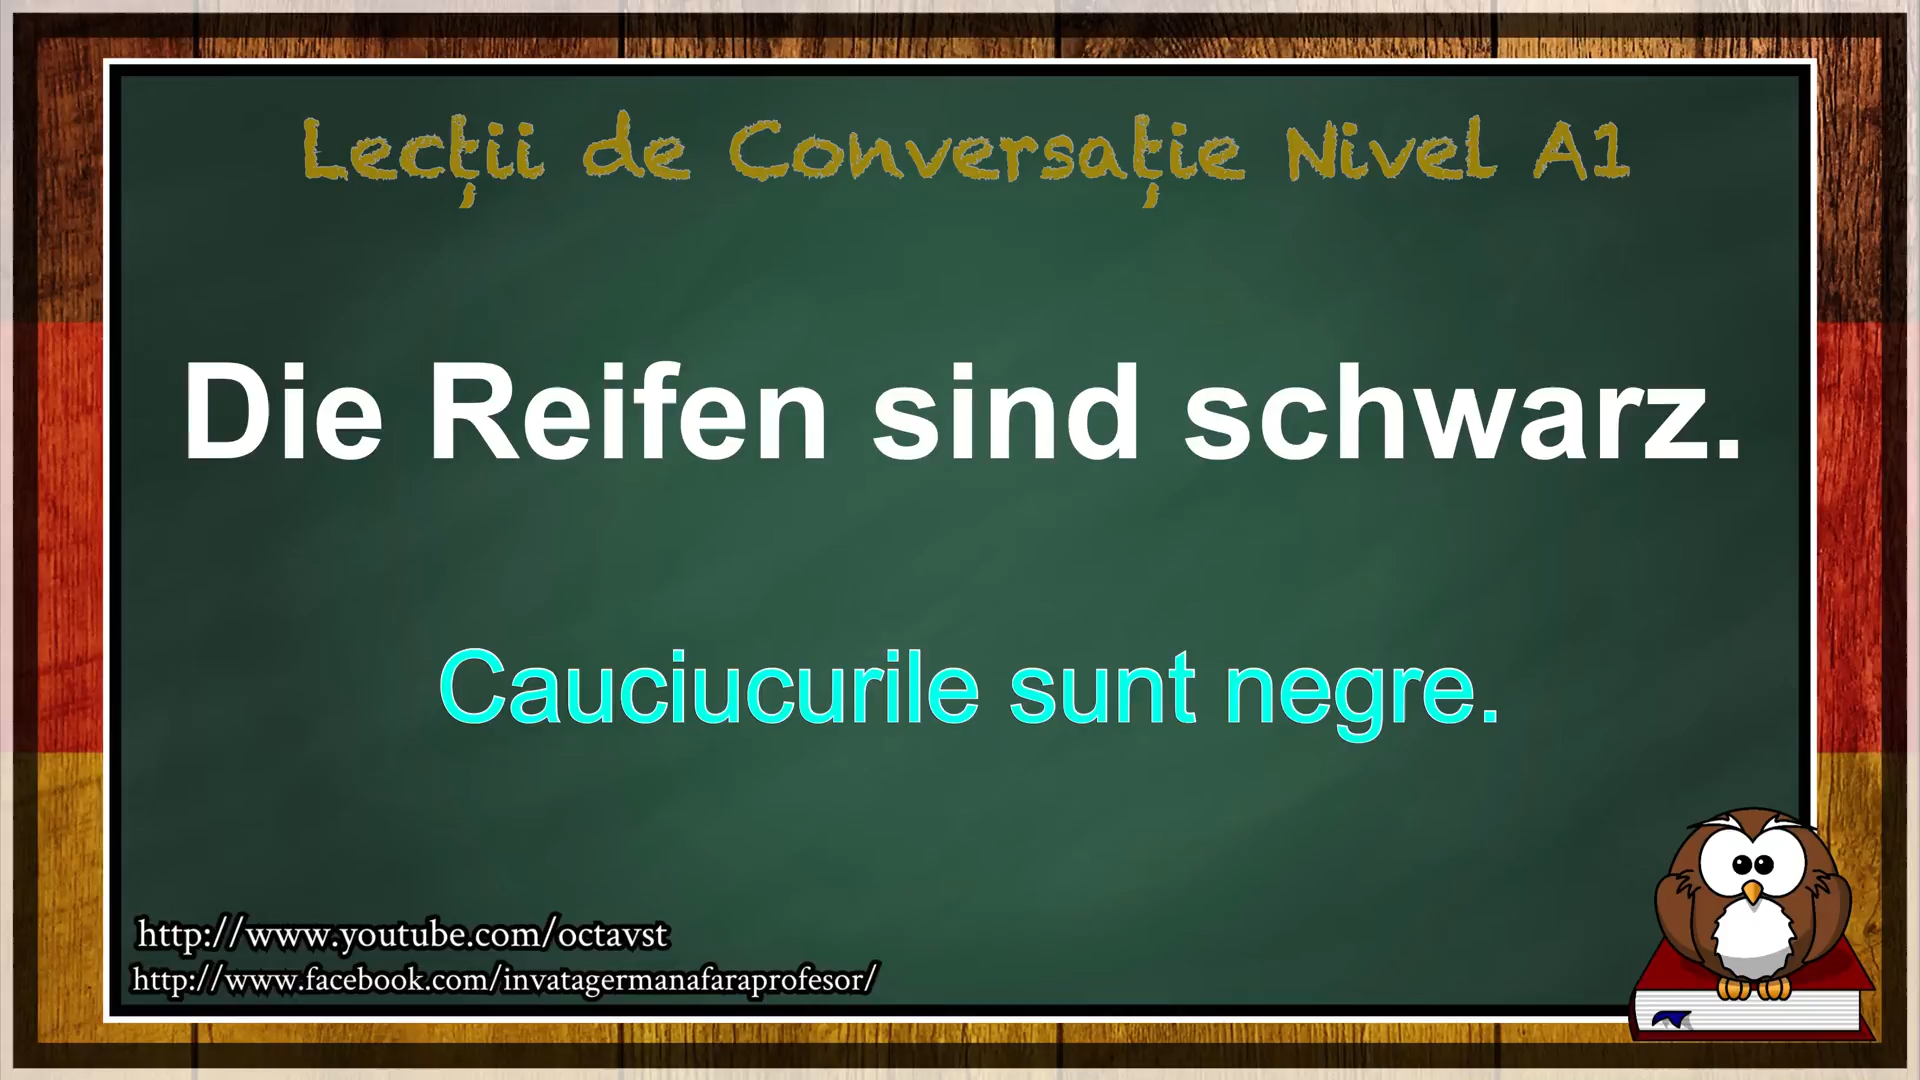 Lecții de Conversație Nivel A1
Die Reifen sind schwarz.
Cauciucurile sunt negre.
http://www.youtube.com/octavst
http://www.facebook.com/invatagermanafaraprofesor/